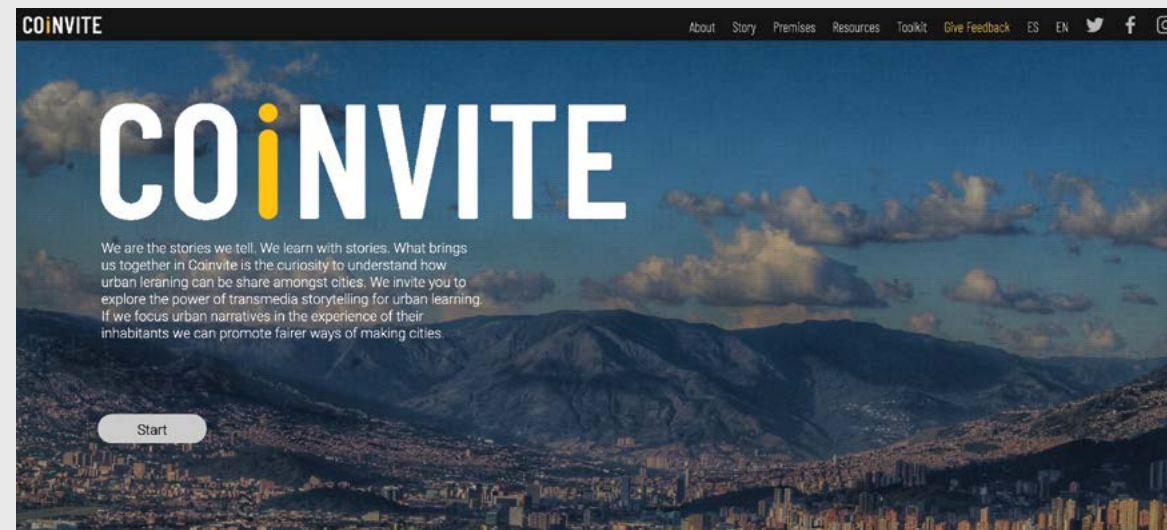 COiNVITE
About Story Premises Resources Toolkit Give Feedback ES EN
COiNVITE
We are the stories we tell. We learn with stories. What brings
us together in Coinvite is the curiosity to understand how
urban leraning can be share amongst cities. We invite you to
explore the power of transmedia storytelling for urban learning.
If we focus urban narratives in the experience of their
inhabitants we can promote fairer ways of making cities.
Start